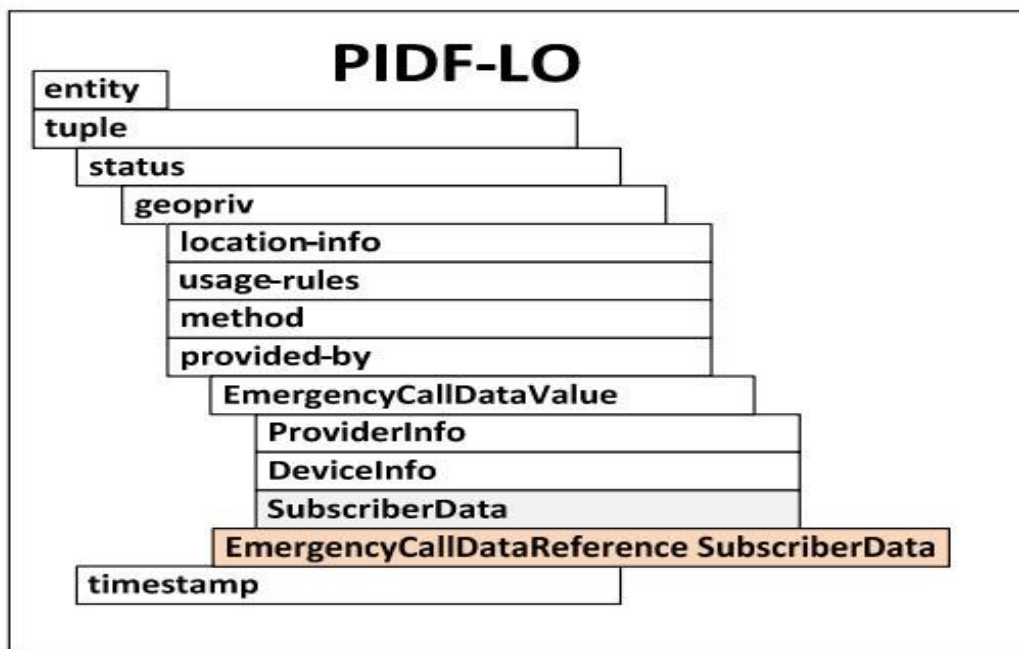 PIDF-LO
entity
tuple
status
geopriv
location-info
usage-rules
method
provided-by
EmergencyCallDataValue
ProviderInfo
DeviceInfo
SubscriberData
EmergencyCallDataReference SubscriberData
timestamp